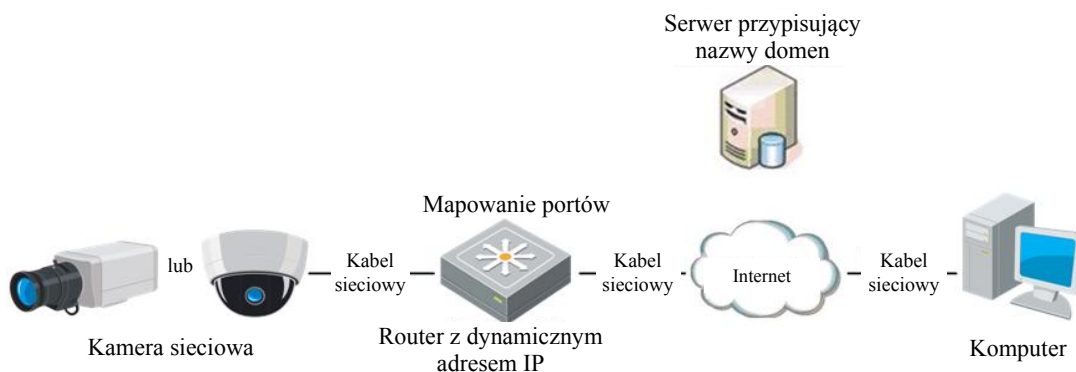 Serwer przypisujący
nazwy domen
Mapowanie portów
lub
Kabel
sieciowy
Kabel
sieciowy
Internet
Kabel
sieciowy
Kamera sieciowa
Router z dynamicznym
adresem IP
Komputer